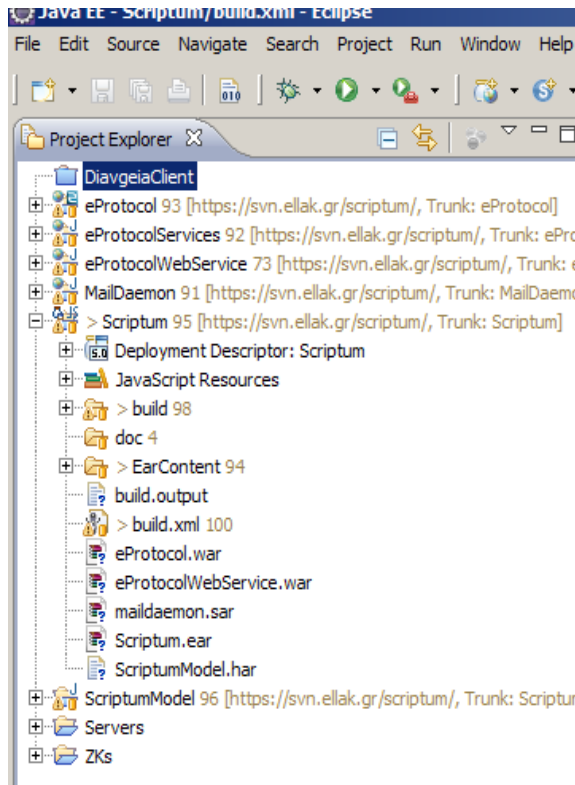 Java EE - Scriptum/build.xml - Eclipse
File Edit Source Navigate Search Project Run Window Help
010
Project Explorer
DiavgeiaClient
eProtocol 93 [https://svn.ellak.gr/scriptum/, Trunk: eProtocol]
eProtocolServices 92 [https://svn.ellak.gr/scriptum/, Trunk: ePro
eProtocolWebService 73 [https://svn.ellak.gr/scriptum/, Trunk: e
MailDaemon 91 [https://svn.ellak.gr/scriptum/, Trunk: MailDaemo
> Scriptum 95 [https://svn.ellak.gr/scriptum/, Trunk: Scriptum]
5.0 Deployment Descriptor: Scriptum
JavaScript Resources
> build 98
doc 4
> EarContent 94
build.output
> build.xml 100
eProtocol.war
eProtocolWebService.war
maildaemon.sar
Scriptum.ear
ScriptumModel.har
ScriptumModel 96 [https://svn.ellak.gr/scriptum/, Trunk: Scriptum
Servers
ZKs